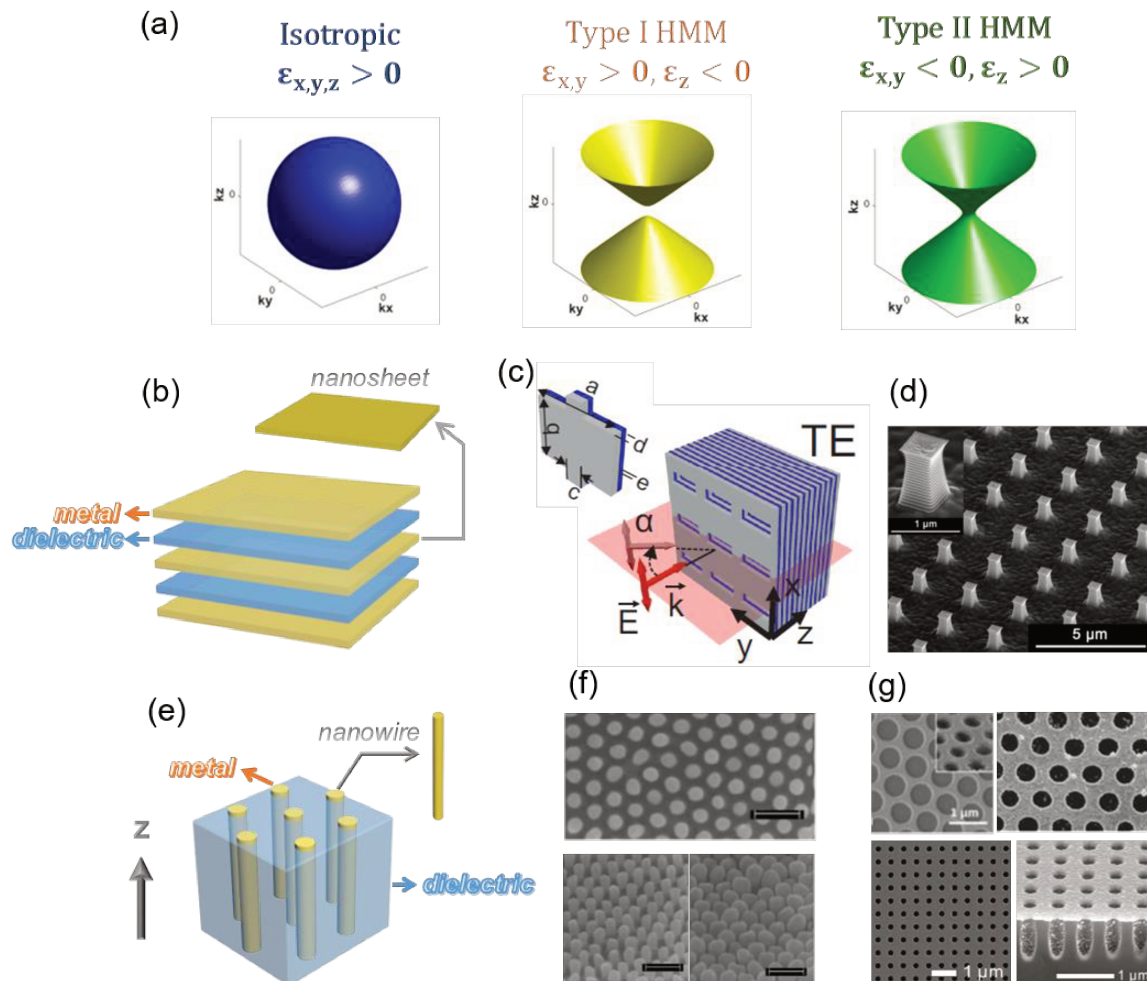 (a)
Isotropic
εx,y,z > 0
Type I HMM
εx,y > 0, εz < 0
Type II HMM
εx,y < 0, εz > 0
kz
0
ky
0
0
kx
kz
0
ky
0
0
kx
kz
0
ky
0
0
kx
(b)
nanosheet
metal
dielectric
(c)
a
b
c
d
e
TE
α
E
k
x
y
z
(d)
1 µm
5 µm
(e)
nanowire
metal
z
dielectric
(f)
(g)
1 µm
1 µm
1 µm